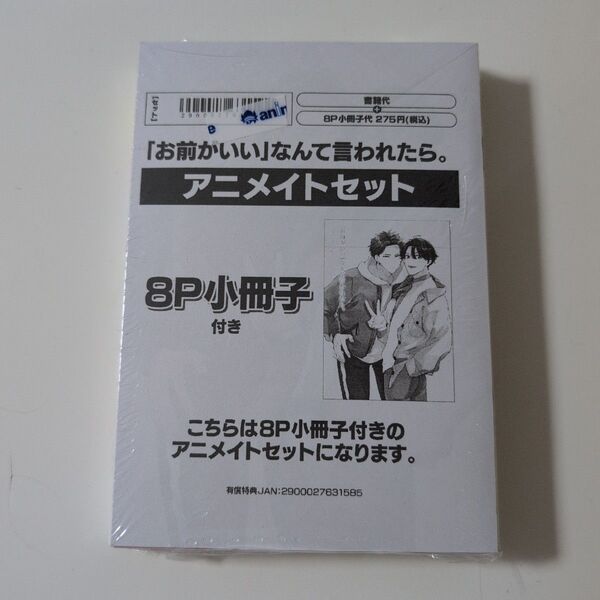 書籍代
+
8P小冊子代 275円(税込)
anim
「お前がいい」なんて言われたら。
アニメイトセット
8P小冊子
付き
こちらは8P小冊子付きの
アニメイトセットになります。
有償特典JAN:2900027631585